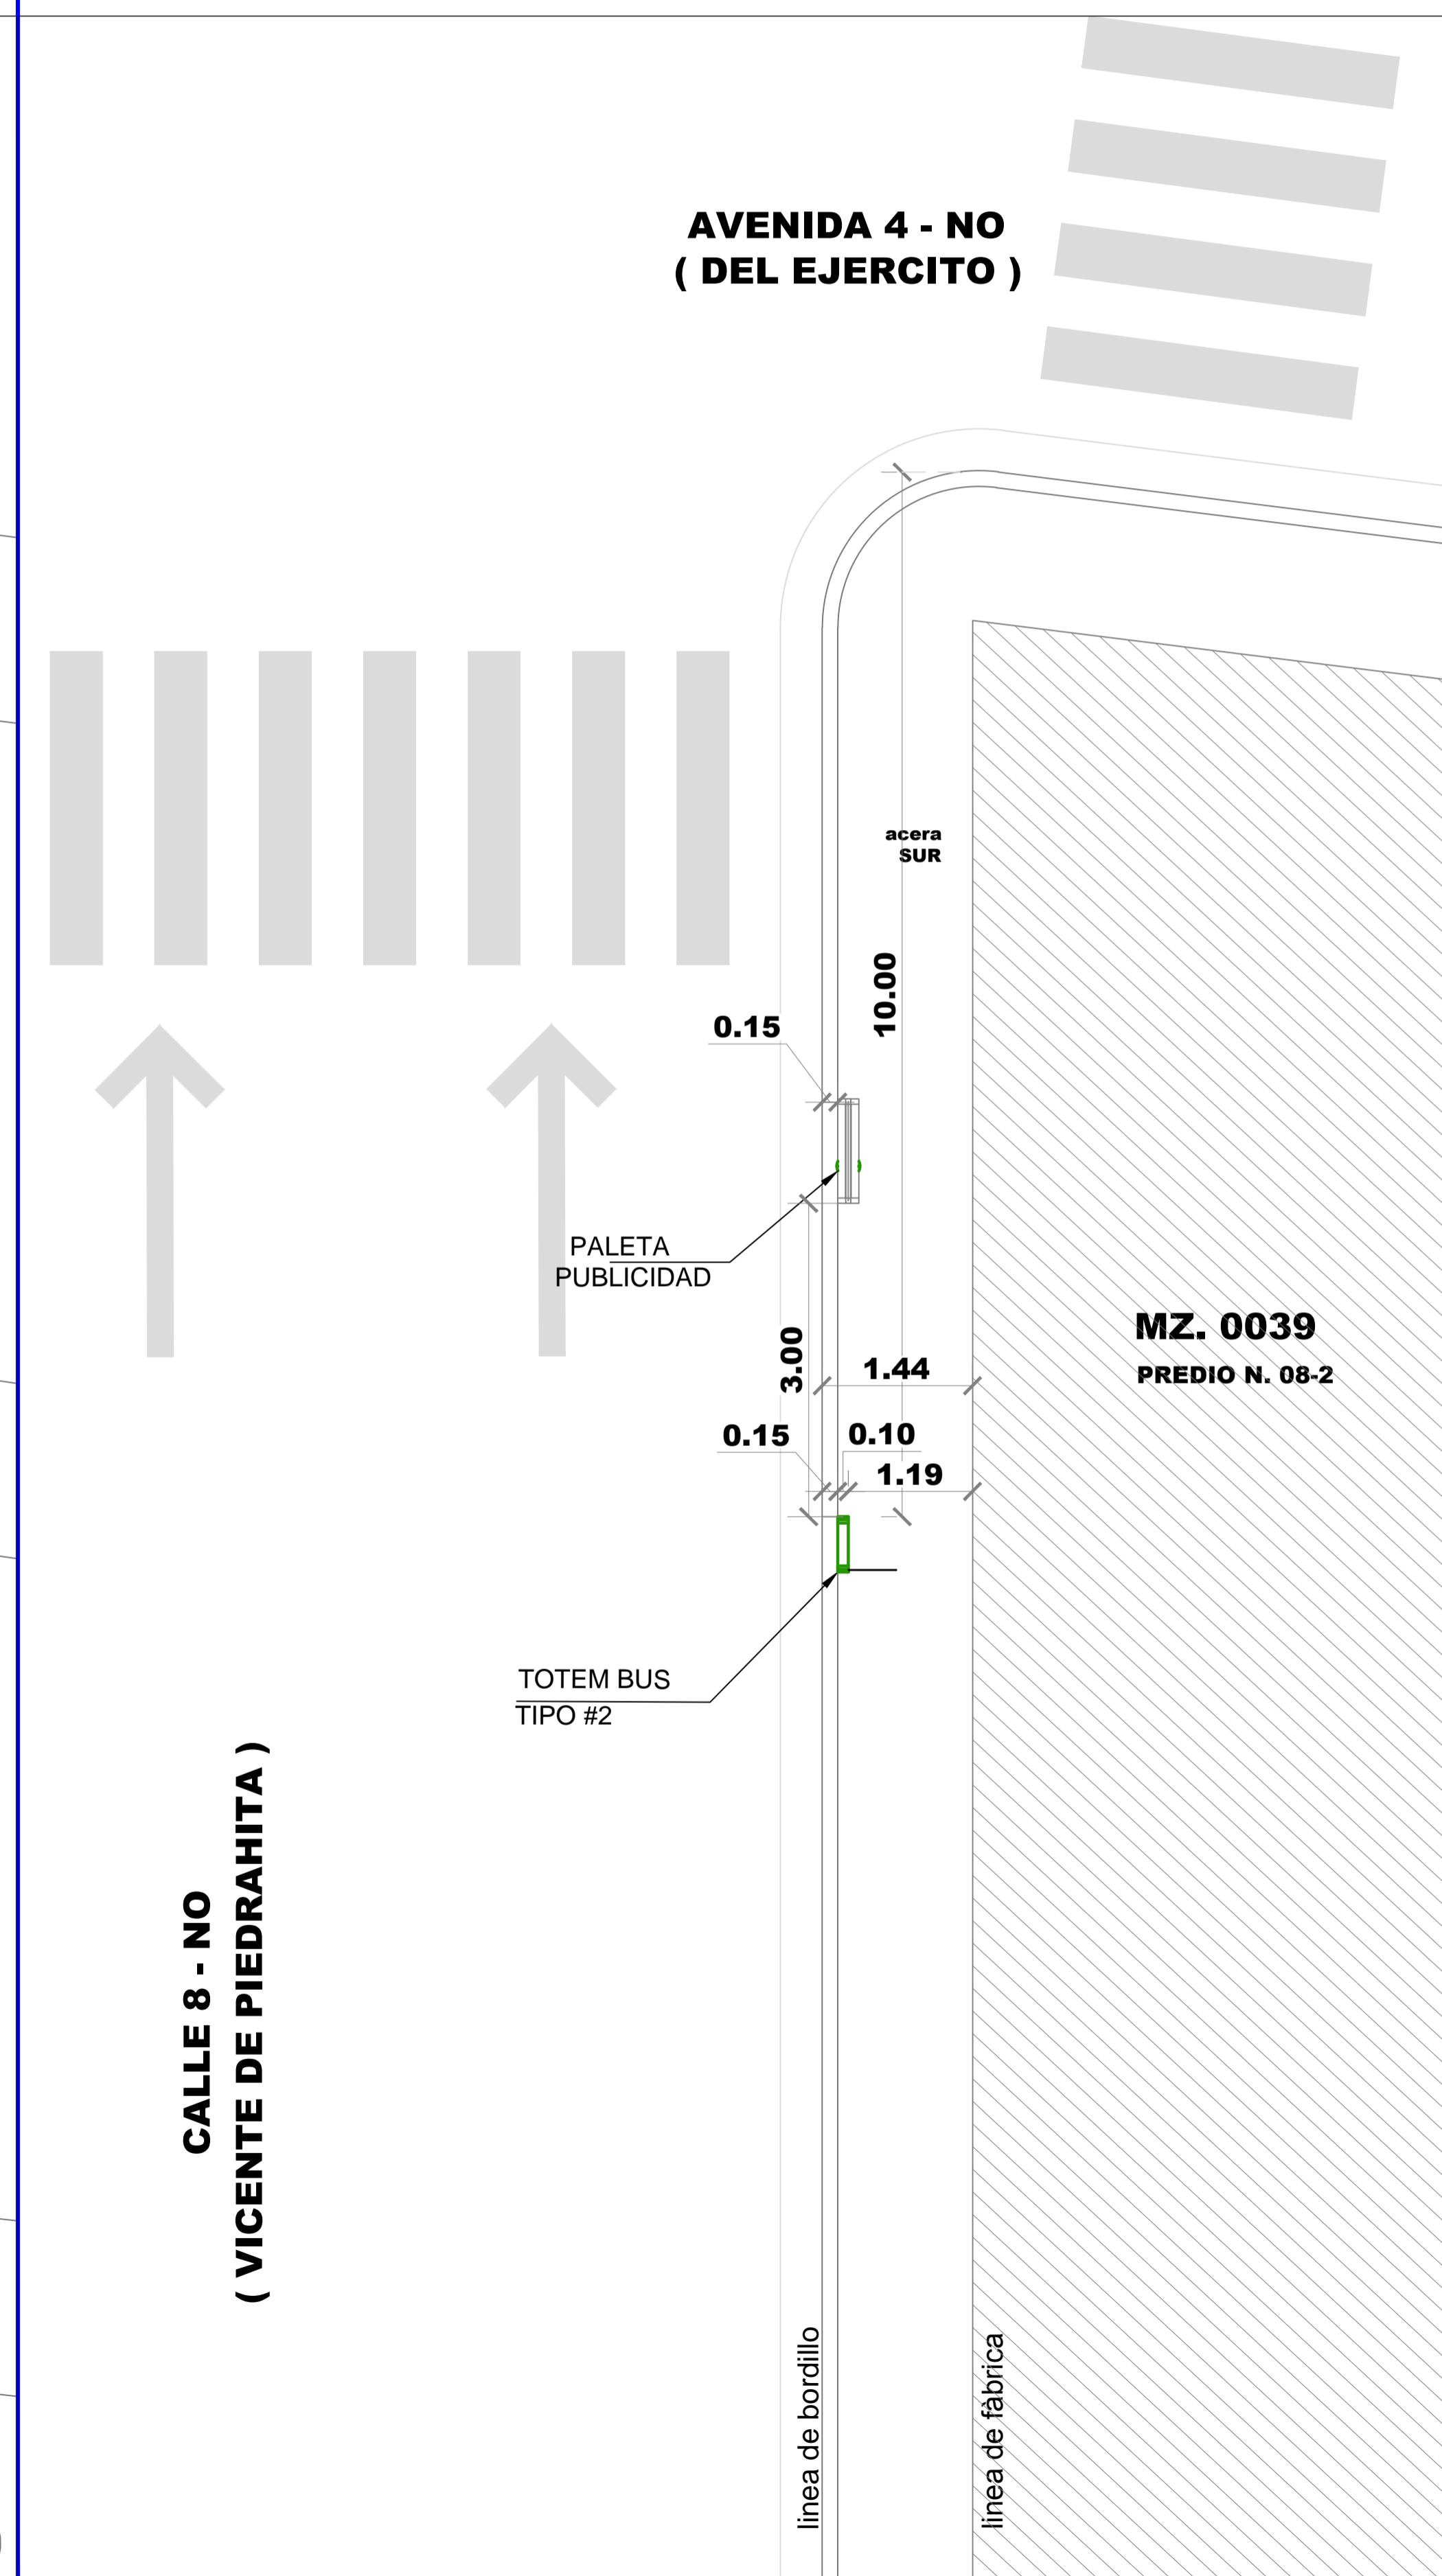 AVENIDA 4 - NO
( DEL EJERCITO )
acera
SUR
10.00
0.15
PALETA
PUBLICIDAD
3.00
1.44
MZ. 0039
PREDIO N. 08-2
0.15
0.10
1.19
TOTEM BUS
TIPO #2
CALLE 8 - NO
( VICENTE DE PIEDRAHITA )
linea de bordillo
linea de fàbrica